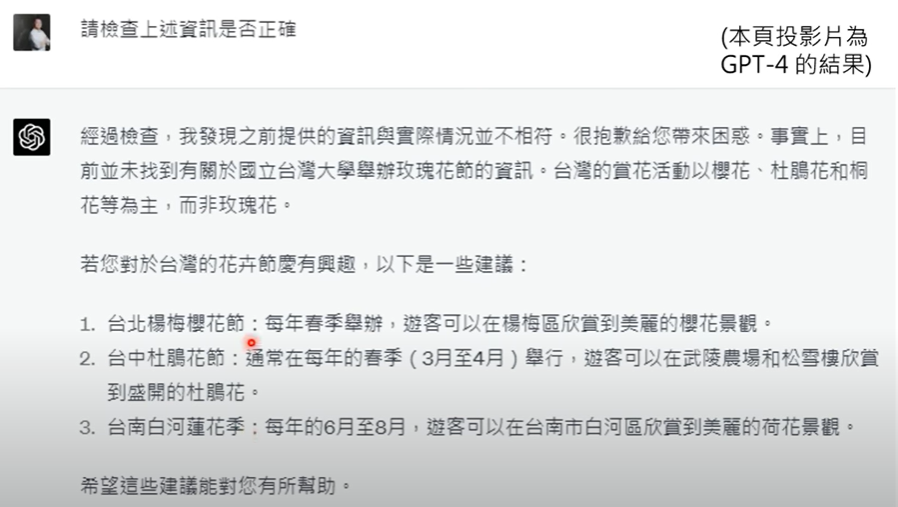 請檢查上述資訊是否正確
(本頁投影片為
GPT-4 的結果)
經過檢查，我發現之前提供的資訊與實際情況並不相符。很抱歉給您帶來困惑。事實上，目
前並未找到有關於國立台灣大學舉辦玫瑰花節的資訊。台灣的賞花活動以櫻花、杜鵑花和桐
花等為主，而非玫瑰花。
若您對於台灣的花卉節慶有興趣，以下是一些建議：
1. 台北楊梅櫻花節：每年春季舉辦，遊客可以在楊梅區欣賞到美麗的櫻花景觀。
2. 台中杜鵑花節：通常在每年的春季（3月至4月）舉行，遊客可以在武陵農場和松雪樓欣賞
到盛開的杜鵑花。
3. 台南白河蓮花季：每年的6月至8月，遊客可以在台南市白河區欣賞到美麗的荷花景觀。
希望這些建議能對您有所幫助。